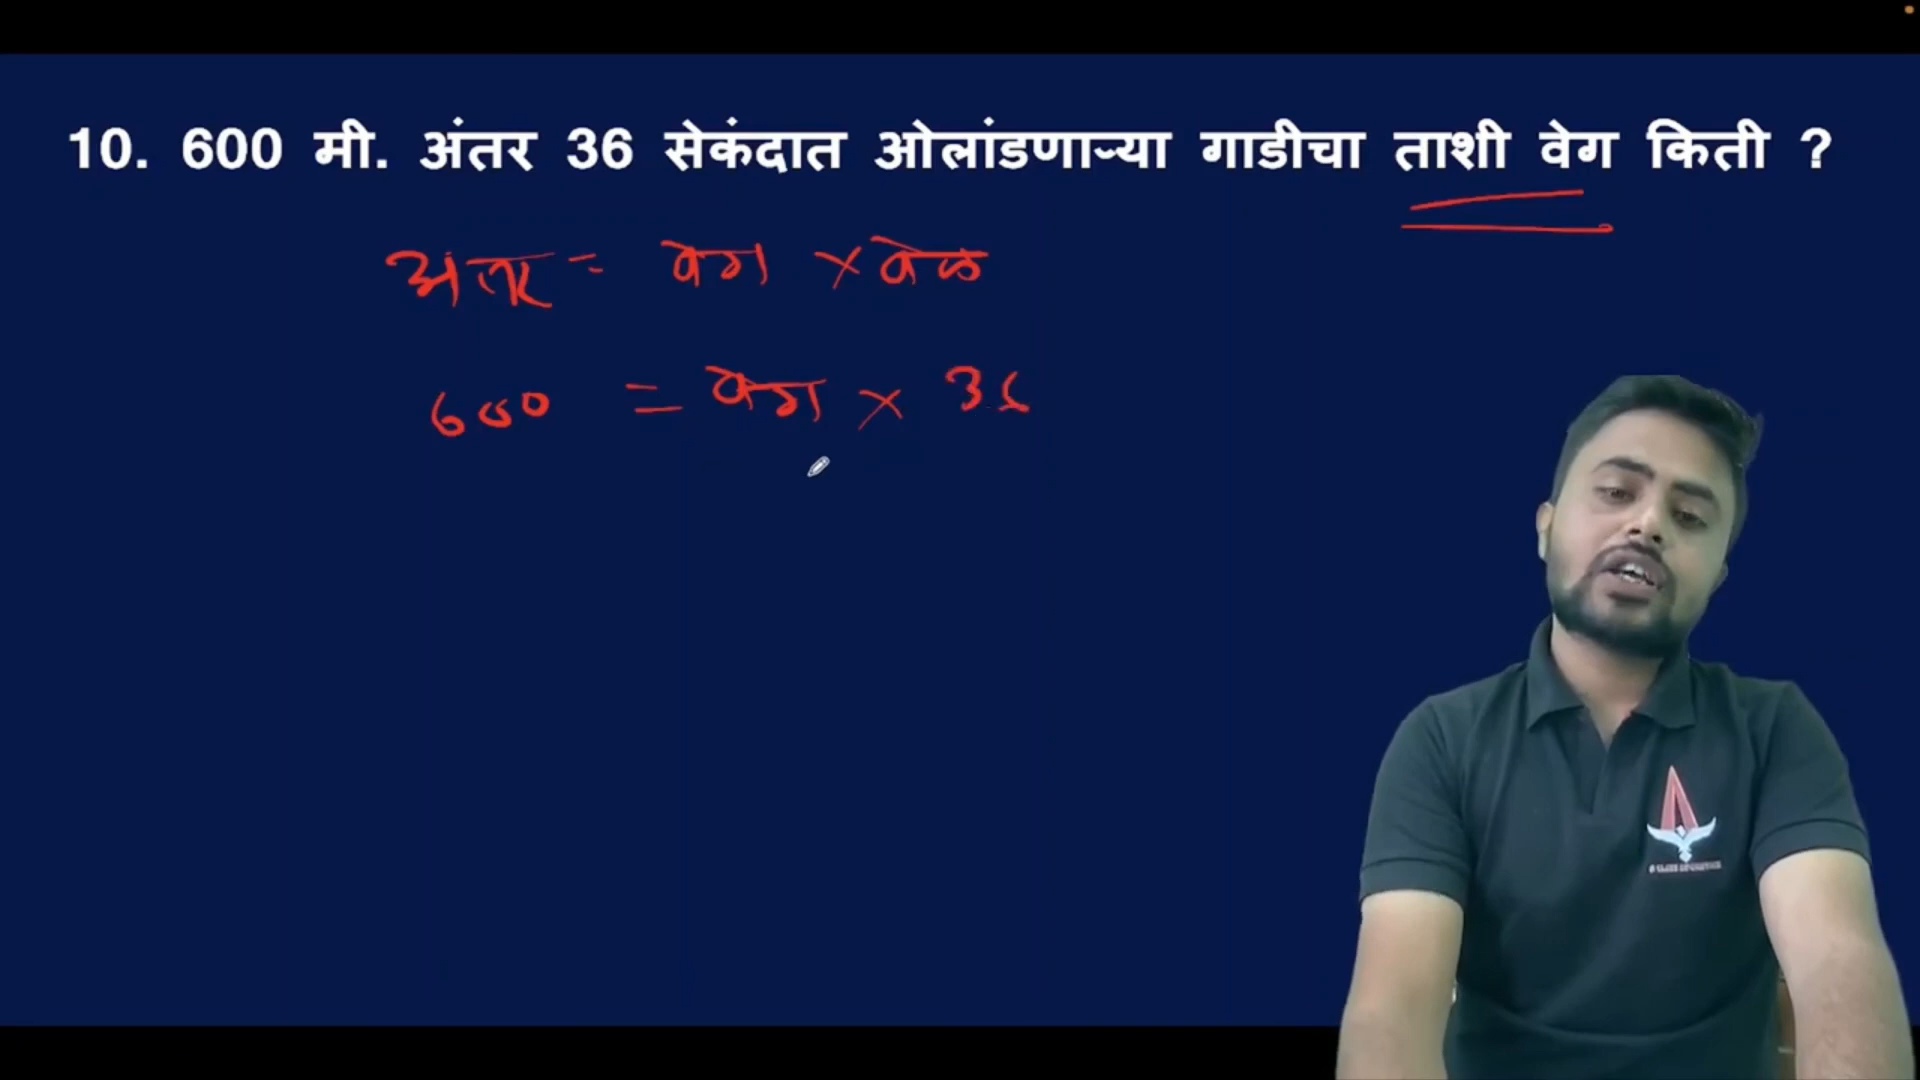 10. 600 मी. अंतर 36 सेकंदात ओलांडणाऱ्या गाडीचा ताशी वेग किती ?
अंतर = वेग × वेळ
600 = वेग × 36